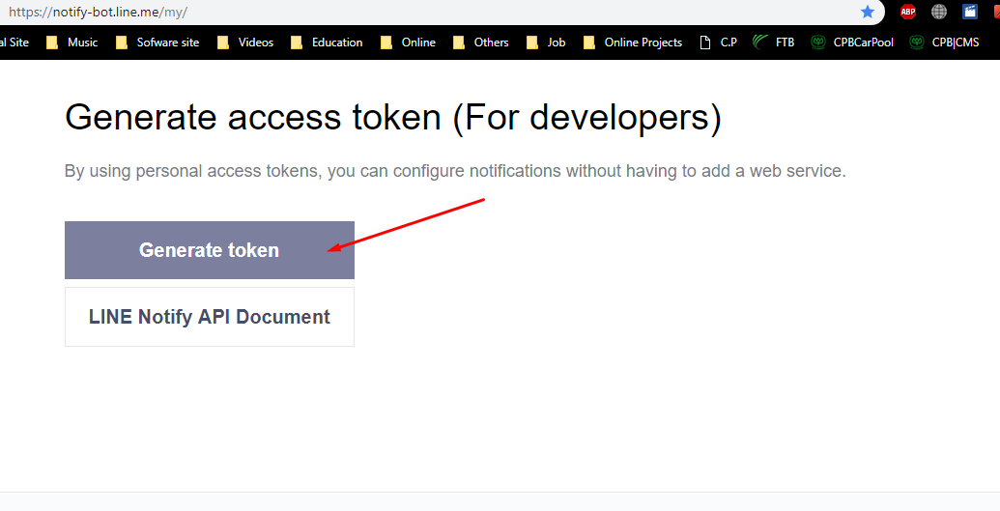 https://notify-bot.line.me/my/
ABP
al Site Music Sofware site Videos Education Online Others Job Online Projects C.P FTB CPBCarPool CPB|CMS
Generate access token (For developers)
By using personal access tokens, you can configure notifications without having to add a web service.
Generate token
LINE Notify API Document